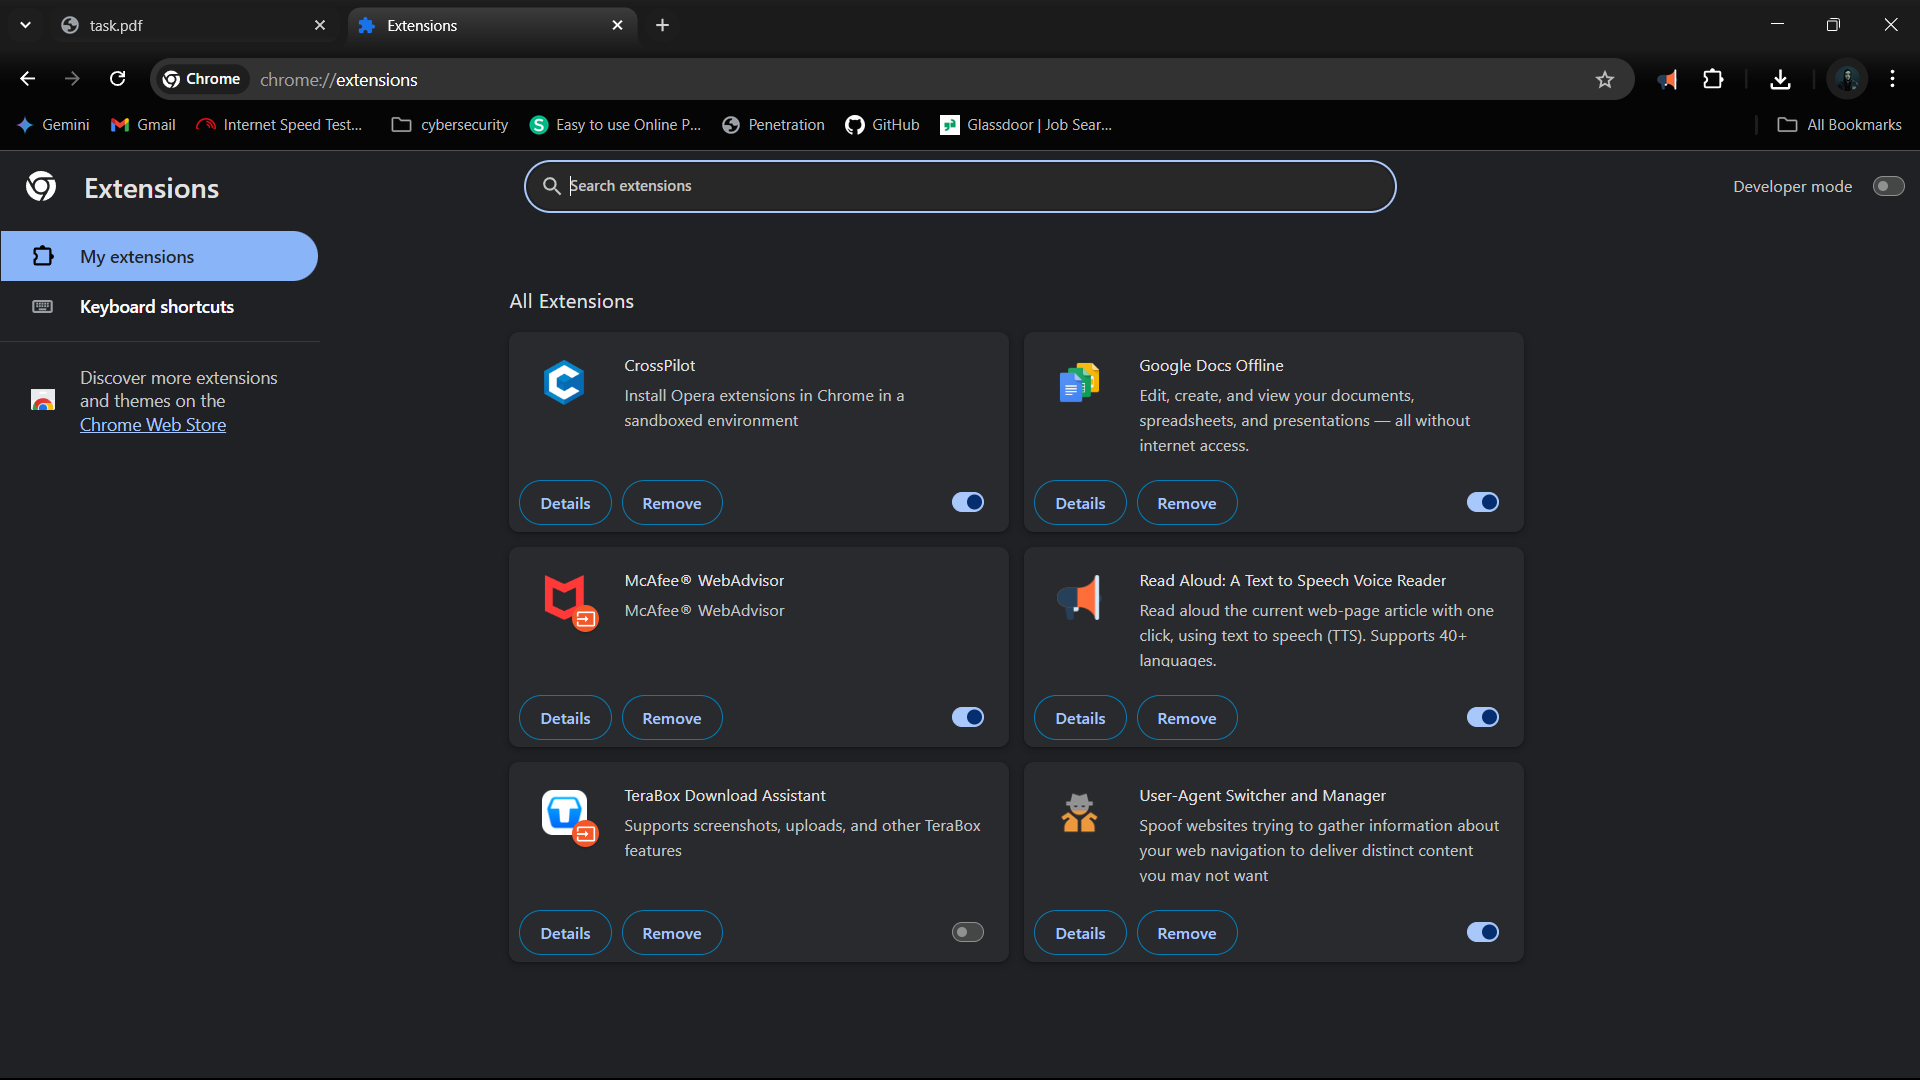 task.pdf
Extensions
Chrome
chrome://extensions
Gemini
Gmail
Internet Speed Test...
cybersecurity
Easy to use Online P...
Penetration
GitHub
Glassdoor | Job Sear...
All Bookmarks
Extensions
Search extensions
Developer mode
My extensions
Keyboard shortcuts
Discover more extensions
and themes on the
Chrome Web Store
All Extensions
CrossPilot
Install Opera extensions in Chrome in a
sandboxed environment
Details
Remove
Google Docs Offline
Edit, create, and view your documents,
spreadsheets, and presentations — all without
internet access.
Details
Remove
McAfee® WebAdvisor
McAfee® WebAdvisor
Details
Remove
Read Aloud: A Text to Speech Voice Reader
Read aloud the current web-page article with one
click, using text to speech (TTS). Supports 40+
languages.
Details
Remove
TeraBox Download Assistant
Supports screenshots, uploads, and other TeraBox
features
Details
Remove
User-Agent Switcher and Manager
Spoof websites trying to gather information about
your web navigation to deliver distinct content
you may not want
Details
Remove